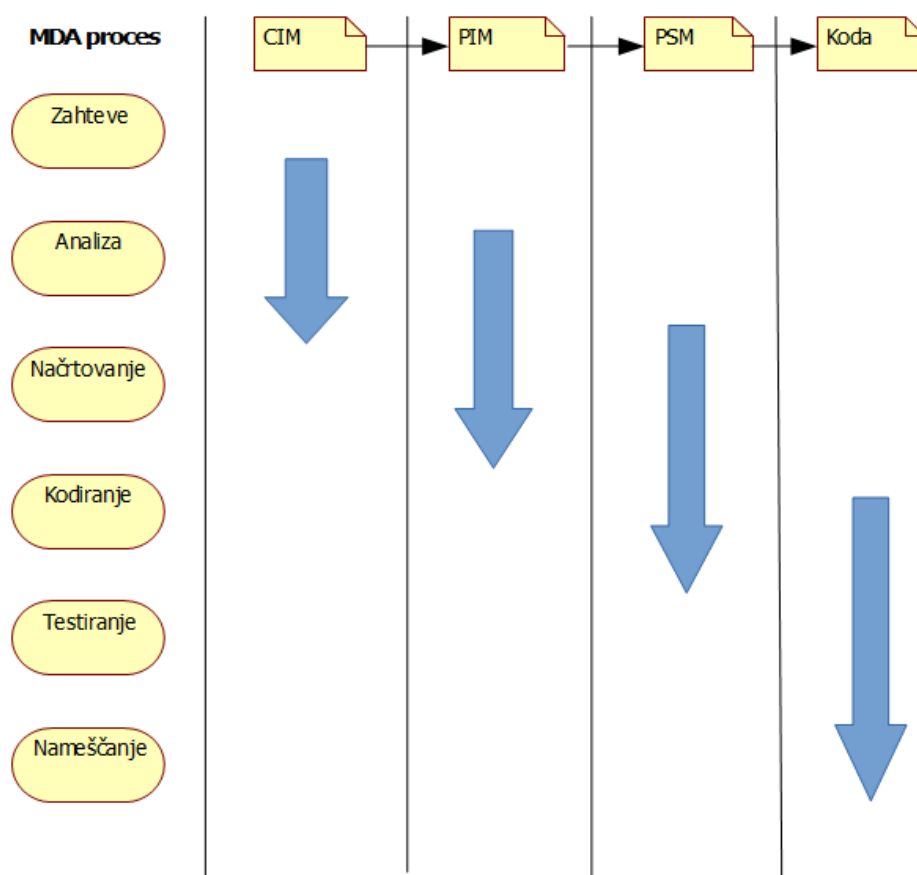 MDA proces
CIM
PIM
PSM
Koda
Zahteve
Analiza
Načrtovanje
Kodiranje
Testiranje
Nameščanje